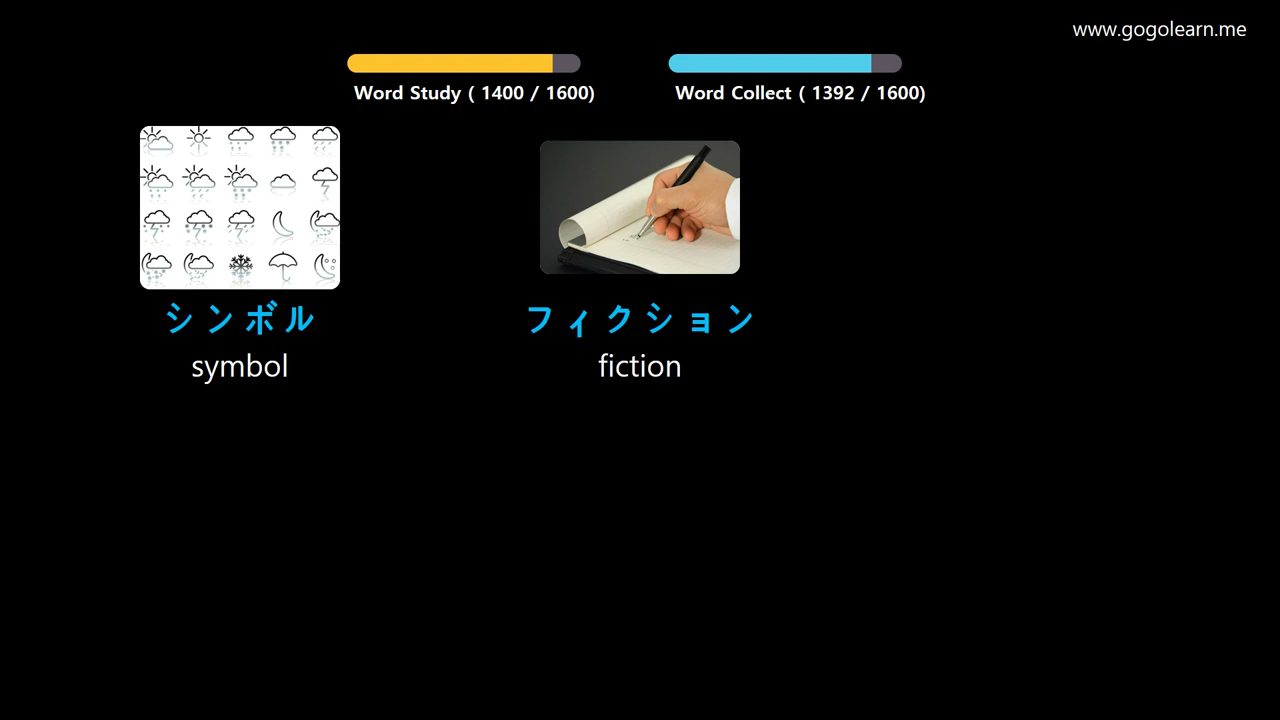 www.gogolearn.me
Word Study ( 1400 / 1600)
Word Collect ( 1392 / 1600)
シンボル
symbol
フィクション
fiction